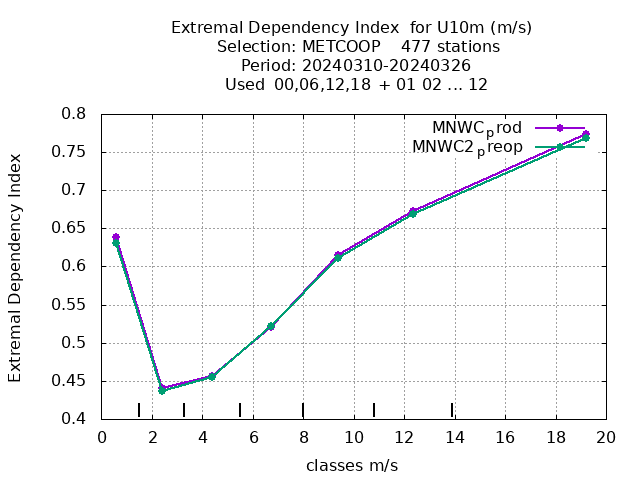 Extremal Dependency Index  for U10m (m/s)
Selection: METCOOP    477 stations
Period: 20240310-20240326
Used  00,06,12,18 + 01 02 ... 12
MNWCprod
MNWC2preop
Extremal Dependency Index
0.8
0.75
0.7
0.65
0.6
0.55
0.5
0.45
0.4
0 2 4 6 8 10 12 14 16 18 20
classes m/s